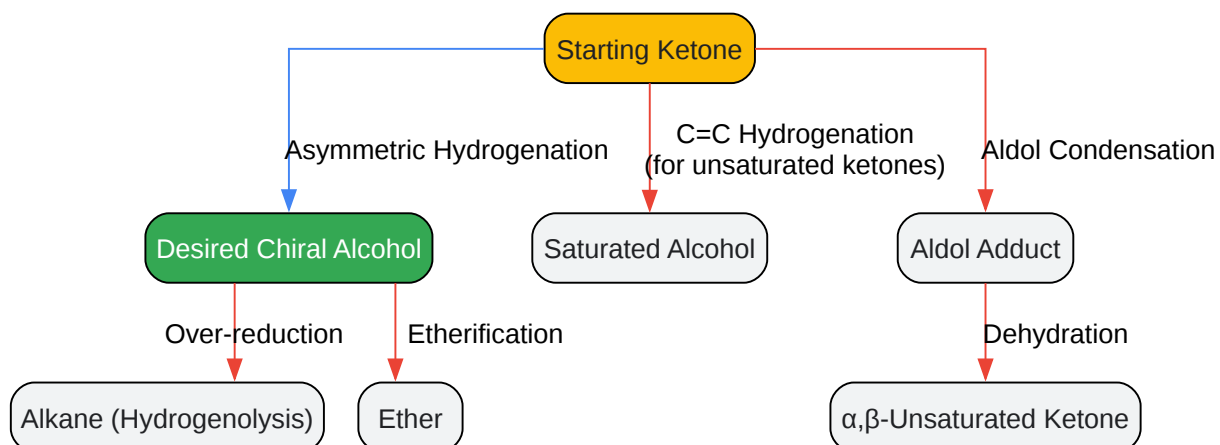 Starting Ketone
Asymmetric Hydrogenation
C=C Hydrogenation
(for unsaturated ketones)
Aldol Condensation
Desired Chiral Alcohol
Saturated Alcohol
Aldol Adduct
Over-reduction
Etherification
Dehydration
Alkane (Hydrogenolysis)
Ether
α,β-Unsaturated Ketone